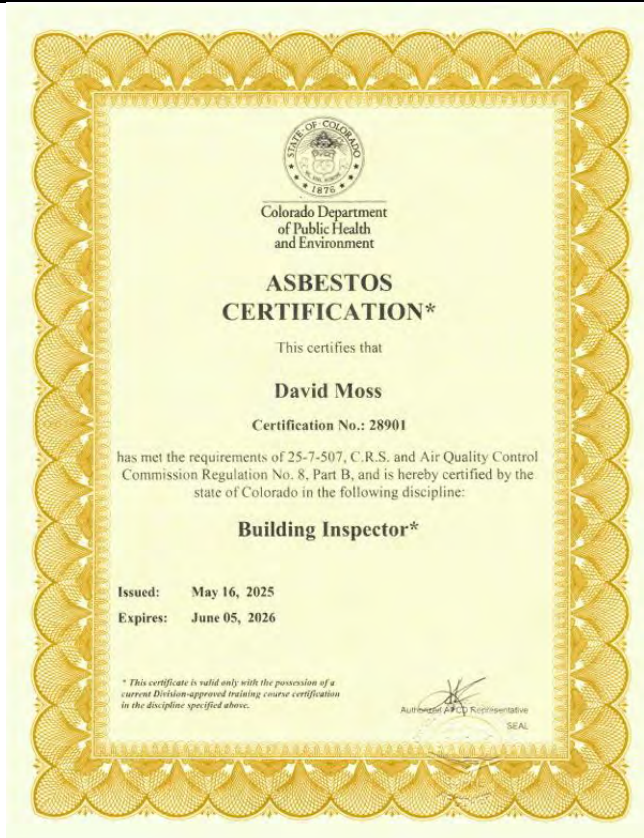 STATE OF COLORADO
1876
Colorado Department
of Public Health
and Environment
ASBESTOS
CERTIFICATION*
This certifies that
David Moss
Certification No.: 28901
has met the requirements of 25-7-507, C.R.S. and Air Quality Control
Commission Regulation No. 8, Part B, and is hereby certified by the
state of Colorado in the following discipline:
Building Inspector*
Issued: May 16, 2025
Expires: June 05, 2026
* This certificate is valid only with the possession of a
current Division-approved training course certification
in the discipline specified above.
Authorized APCD Representative
SEAL